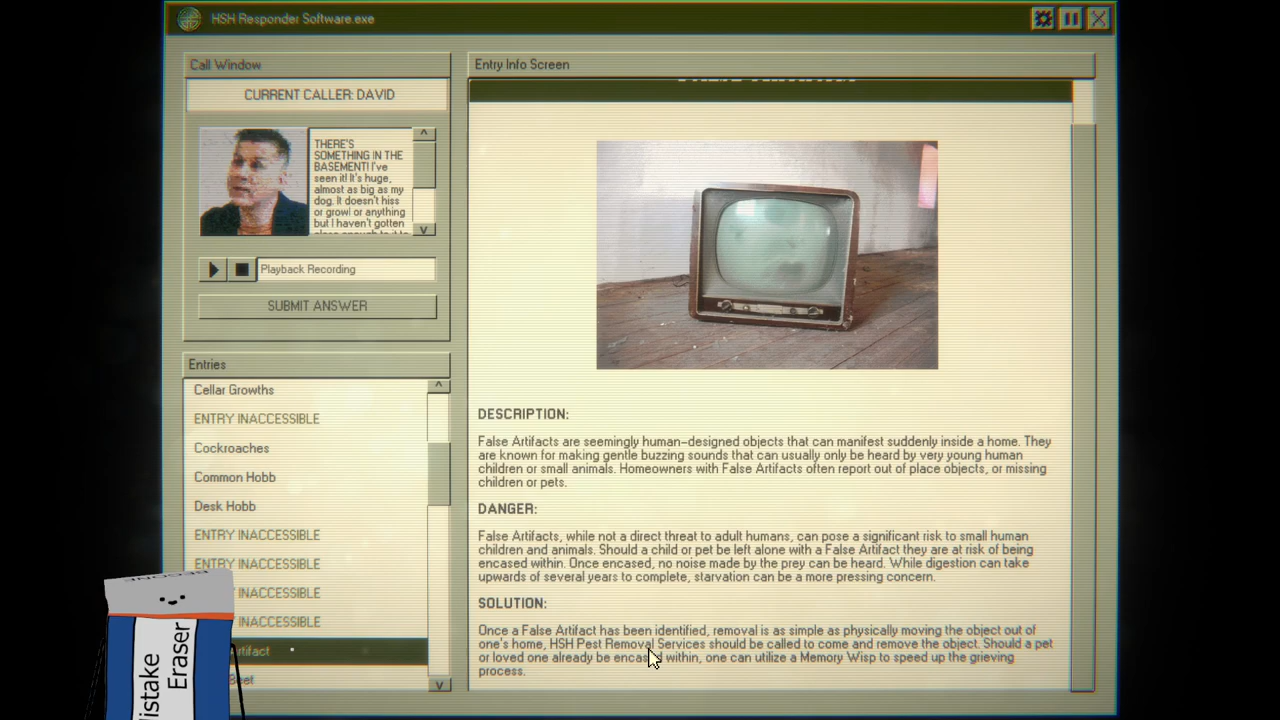 HSH Responder Software.exe
Call Window
CURRENT CALLER: DAVID
THERE'S
SOMETHING IN THE
BASEMENT! I've
seen it! It's huge,
almost as big as my
dog. It doesn't hiss
or growl or anything
but I haven't gotten
close enough to it to
Playback Recording
SUBMIT ANSWER
Entries
Cellar Growths
ENTRY INACCESSIBLE
Cockroaches
Common Hobb
Desk Hobb
ENTRY INACCESSIBLE
ENTRY INACCESSIBLE
ENTRY INACCESSIBLE
ENTRY INACCESSIBLE
Artifact
Mistake
Eraser
Entry Info Screen
DESCRIPTION:
False Artifacts are seemingly human-designed objects that can manifest suddenly inside a home. They
are known for making gentle buzzing sounds that can usually only be heard by very young human
children or small animals. Homeowners with False Artifacts often report out of place objects, or missing
children or pets.
DANGER:
False Artifacts, while not a direct threat to adult humans, can pose a significant risk to small human
children and animals. Should a child or pet be left alone with a False Artifact they are at risk of being
encased within. Once encased, no noise made by the prey can be heard. While digestion can take
upwards of several years to complete, starvation can be a more pressing concern.
SOLUTION:
Once a False Artifact has been identified, removal is as simple as physically moving the object out of
one's home, HSH Pest Removal Services should be called to come and remove the object. Should a pet
or loved one already be encased within, one can utilize a Memory Wisp to speed up the grieving
process.